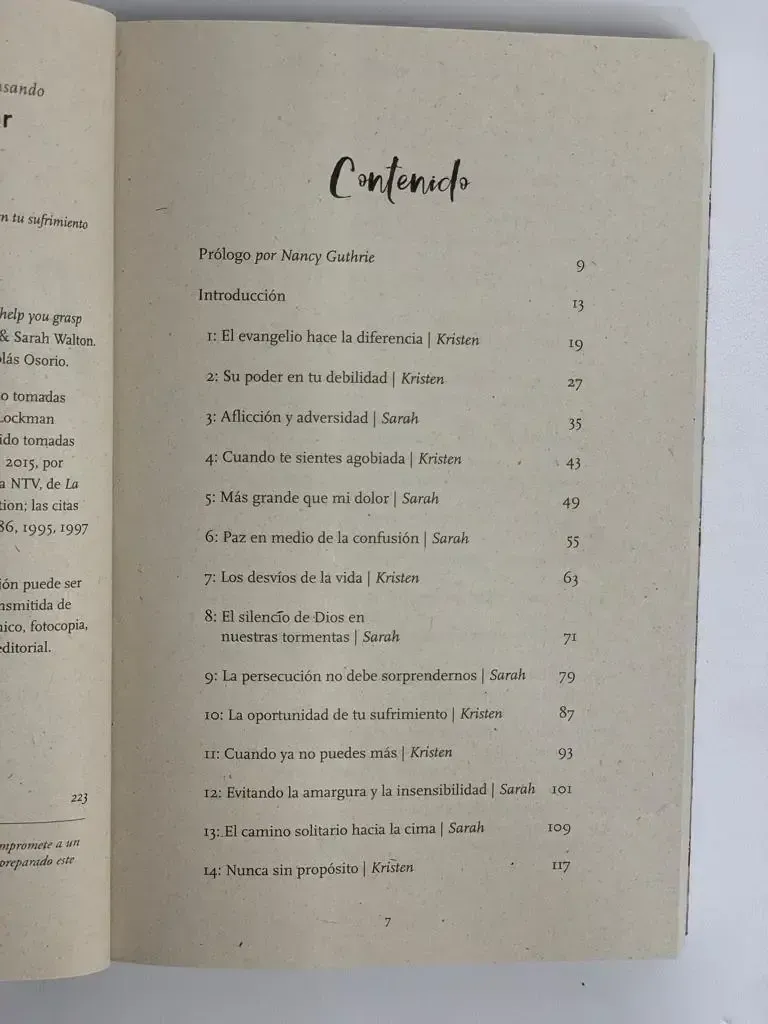 sando
r
n tu sufrimiento
help you grasp
& Sarah Walton.
lás Osorio.
o tomadas
Lockman
ido tomadas
2015, por
a NTV, de La
tion; las citas
86, 1995, 1997
ión puede ser
nsmitida de
nico, fotocopia,
editorial.
223
mpromete a un
preparado este
Contenido
Prólogo por Nancy Guthrie 9
Introducción 13
1: El evangelio hace la diferencia | Kristen 19
2: Su poder en tu debilidad | Kristen 27
3: Aflicción y adversidad | Sarah 35
4: Cuando te sientes agobiada | Kristen 43
5: Más grande que mi dolor | Sarah 49
6: Paz en medio de la confusión | Sarah 55
7: Los desvíos de la vida | Kristen 63
8: El silencio de Dios en
nuestras tormentas | Sarah 71
9: La persecución no debe sorprendernos | Sarah 79
10: La oportunidad de tu sufrimiento | Kristen 87
11: Cuando ya no puedes más | Kristen 93
12: Evitando la amargura y la insensibilidad | Sarah 101
13: El camino solitario hacia la cima | Sarah 109
14: Nunca sin propósito | Kristen 117
7